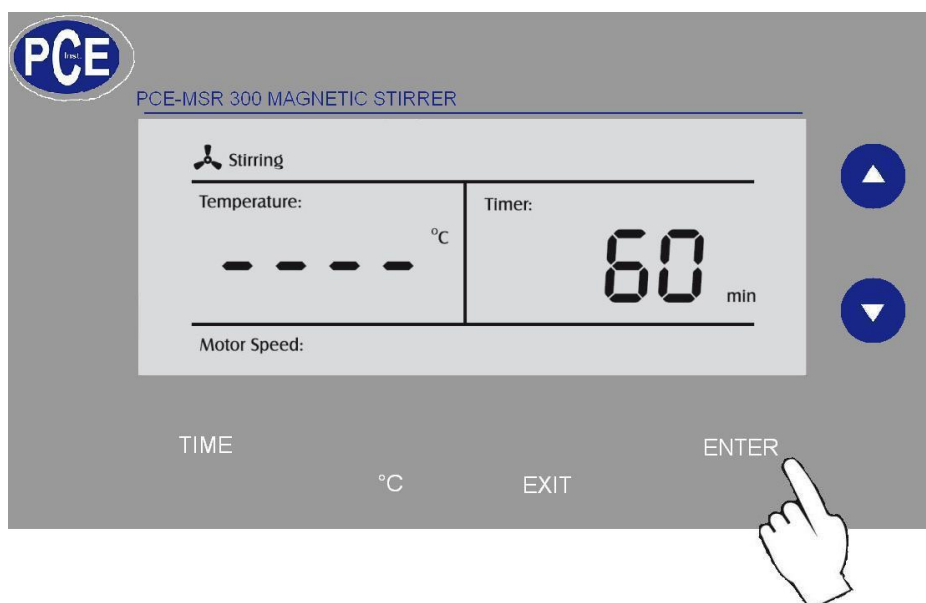 PCE
Inst.
PCE-MSR 300 MAGNETIC STIRRER
Stirring
Temperature:
°C
- - - -
Timer:
60
min
Motor Speed:
TIME
ENTER
°C
EXIT